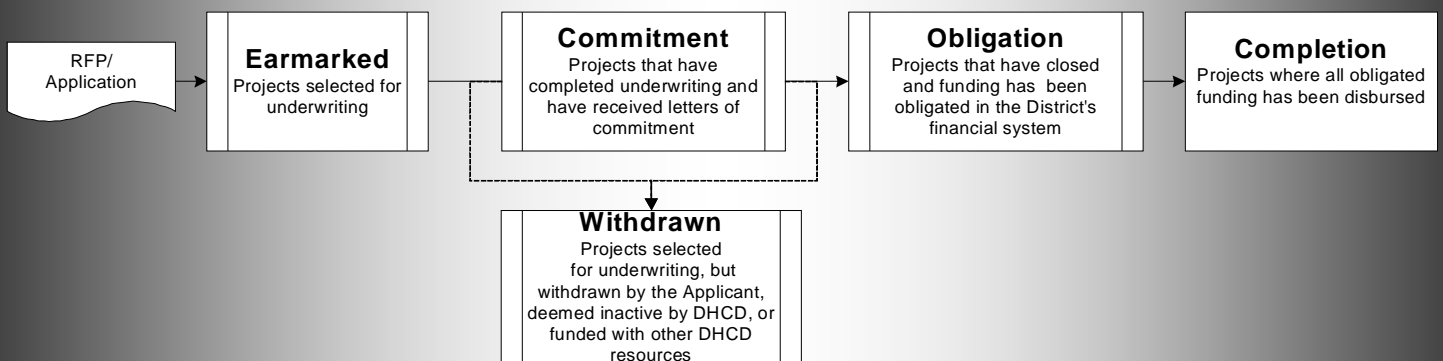 RFP/
Application
Earmarked
Projects selected for
underwriting
Commitment
Projects that have
completed underwriting and
have received letters of
commitment
Obligation
Projects that have closed
and funding has been
obligated in the District's
financial system
Completion
Projects where all obligated
funding has been disbursed
Withdrawn
Projects selected
for underwriting, but
withdrawn by the Applicant,
deemed inactive by DHCD, or
funded with other DHCD
resources